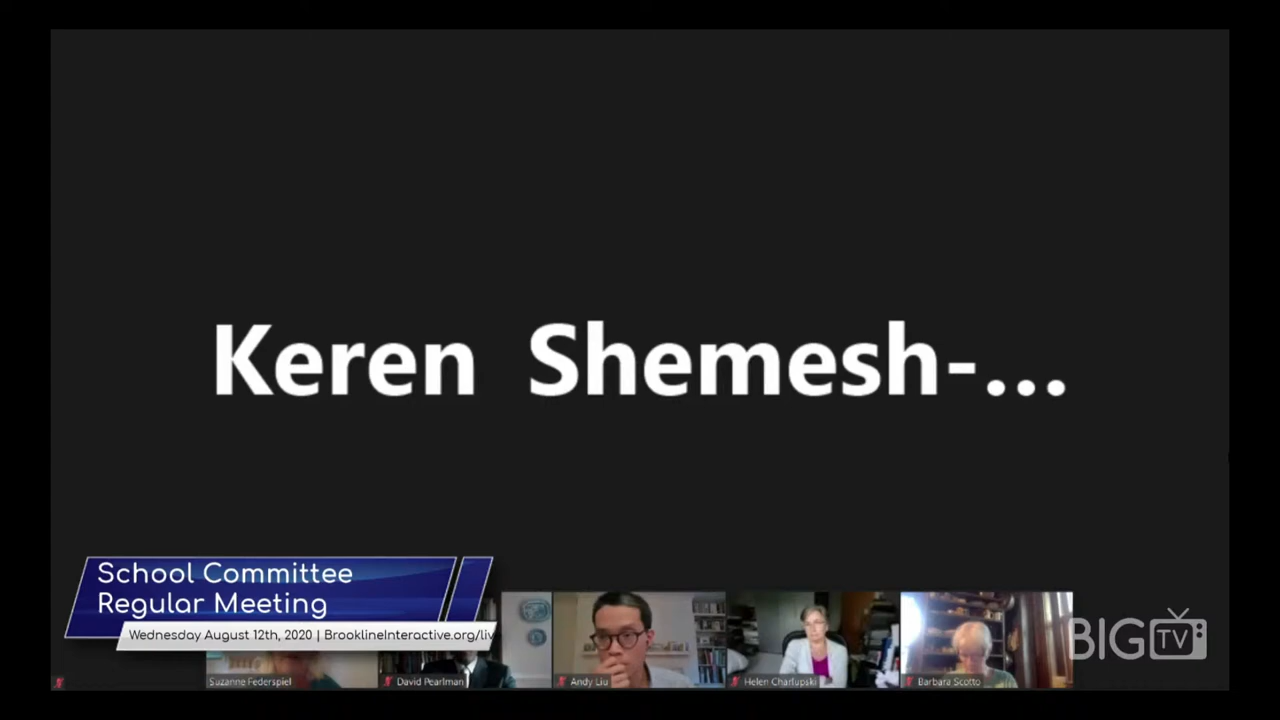 Keren Shemesh-...
School Committee
Regular Meeting
Wednesday August 12th, 2020 | BrooklineInteractive.org/liv
Suzanne Federspiel
David Pearlman
Andy Liu
Helen Charlupski
Barbara Scotto
BIG TV